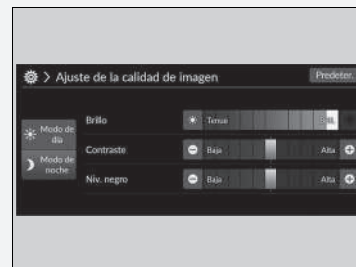 > Ajuste de la calidad de imagen
Predeter.
Modo de
día
Modo de
noche
Brillo
Tenue
Contraste
Baja
Alta
Niv. negro
Baja
Alta